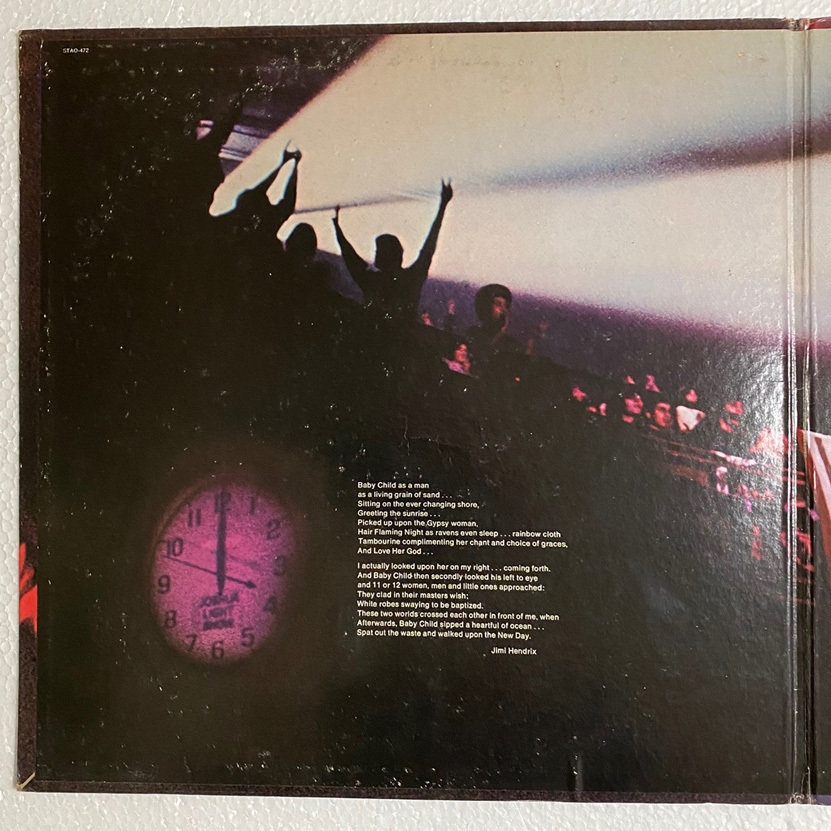 STAO-472
Baby Child as a man
as a living grain of sand . . .
Sitting on the ever changing shore,
Greeting the sunrise . . .
Picked up upon the Gypsy woman,
Hair Flaming Night as ravens even sleep . . . rainbow cloth
Tambourine complimenting her chant and choice of graces,
And Love Her God . . .
I actually looked upon her on my right . . . coming forth.
And Baby Child then secondly looked his left to eye
and 11 or 12 women, men and little ones approached:
They clad in their masters wish;
White robes swaying to be baptized.
These two worlds crossed each other in front of me, when
Afterwards, Baby Child sipped a heartful of ocean . . .
Spat out the waste and walked upon the New Day.
Jimi Hendrix
11 12 1
10 2
9 3
8 4
7 6 5
JOSHUA
LIGHT
SHOW